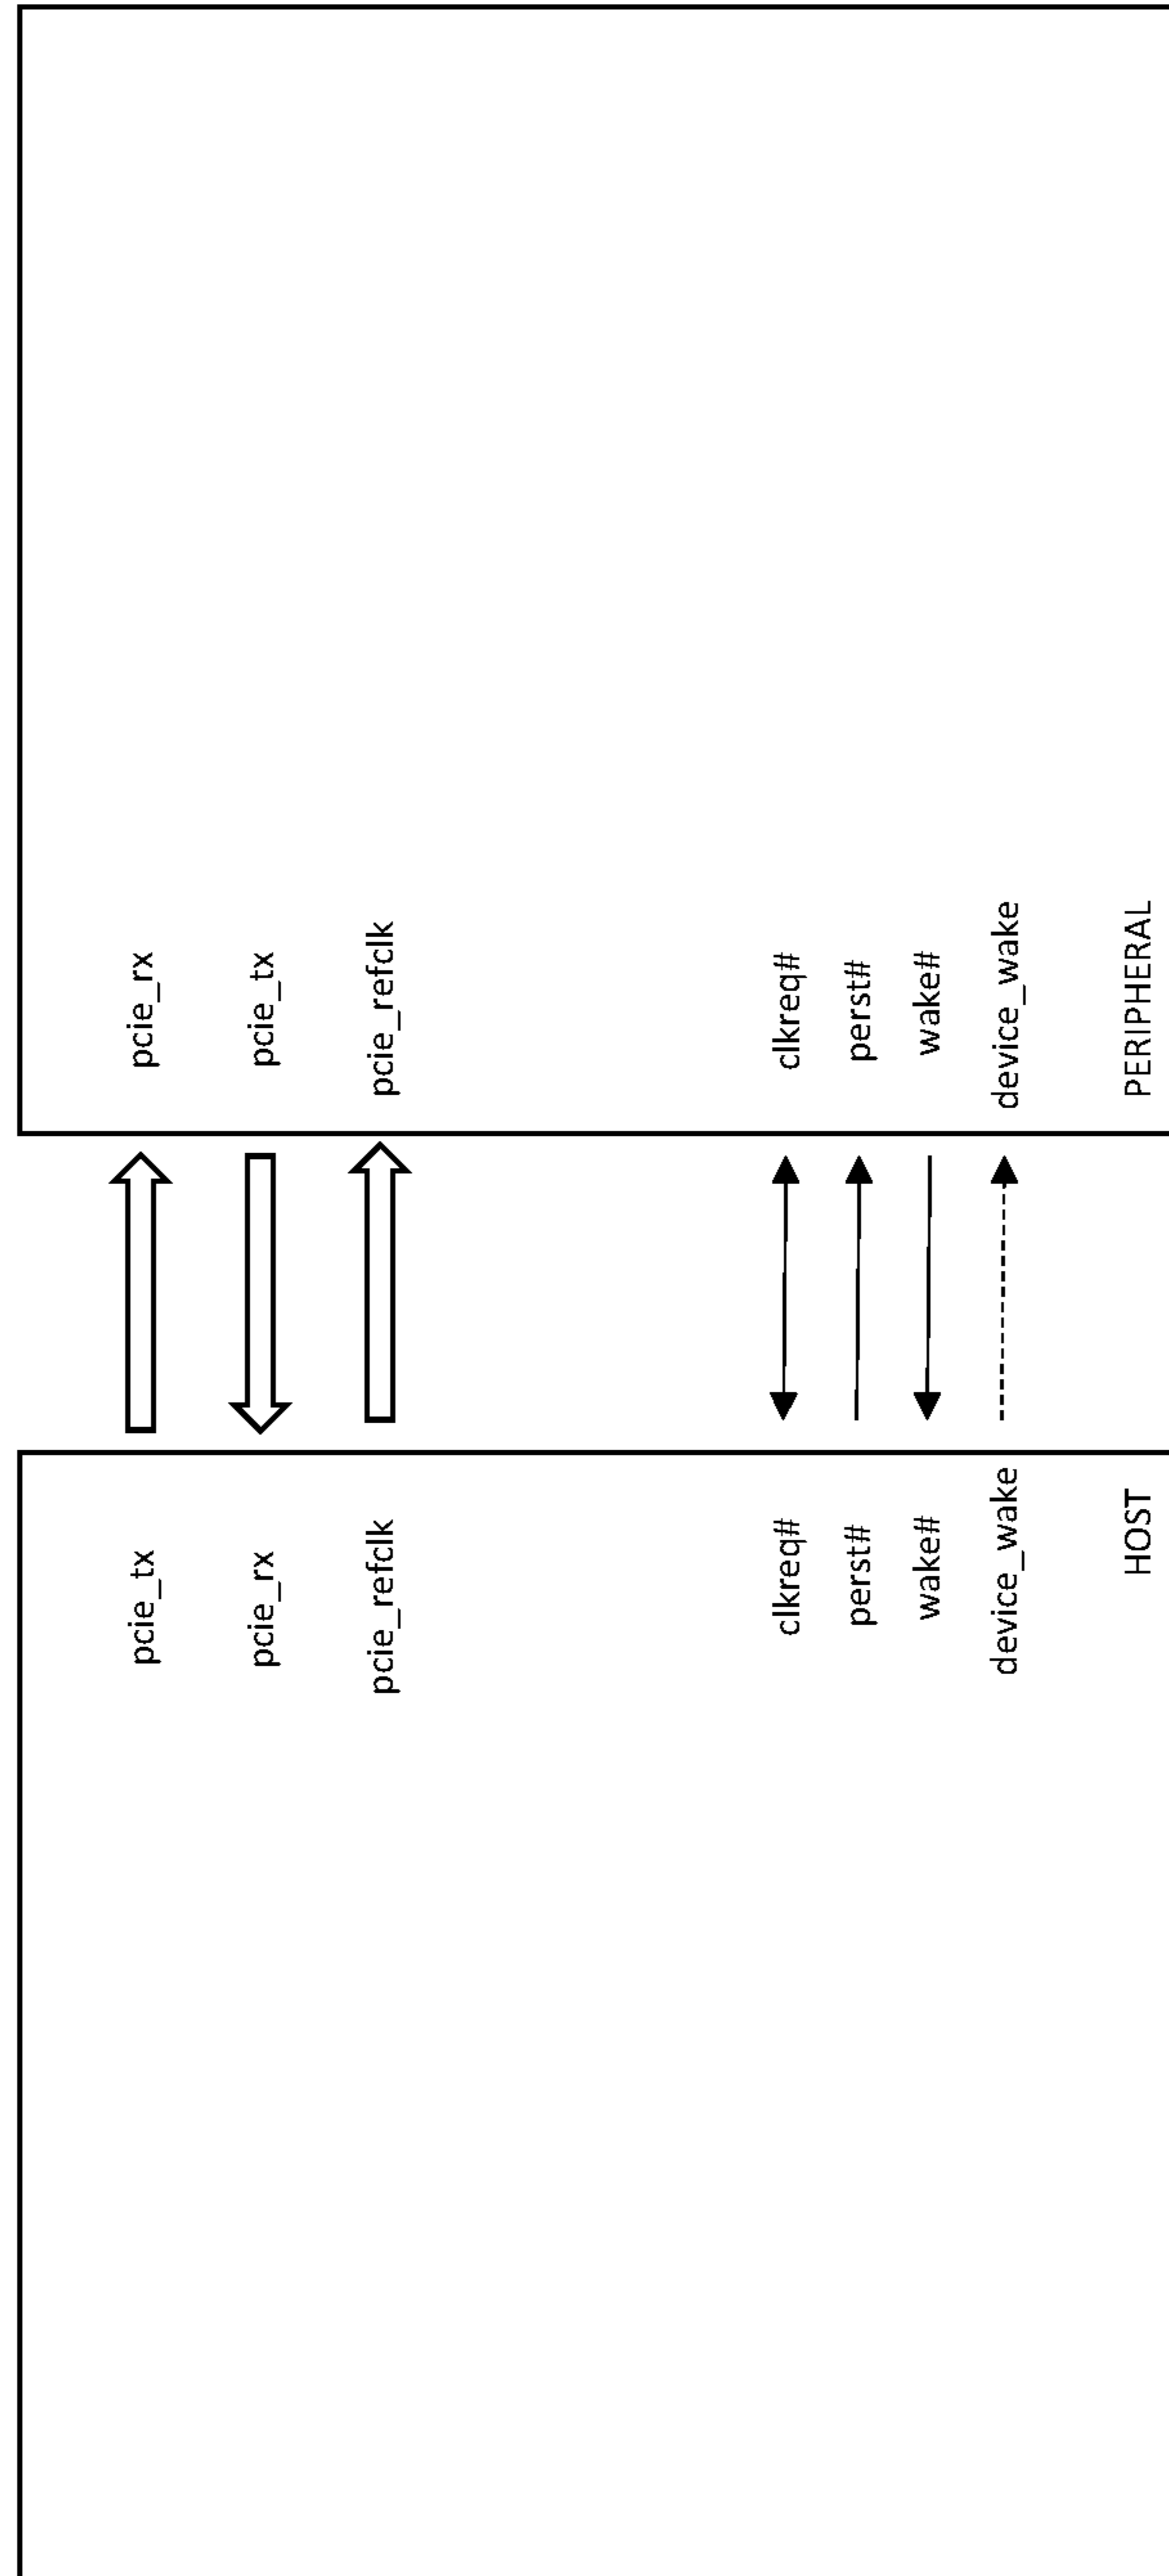 pcie_tx
pcie_rx
pcie_refclk
clkreq#
perst#
wake#
device_wake
HOST
pcie_rx
pcie_tx
pcie_refclk
clkreq#
perst#
wake#
device_wake
PERIPHERAL